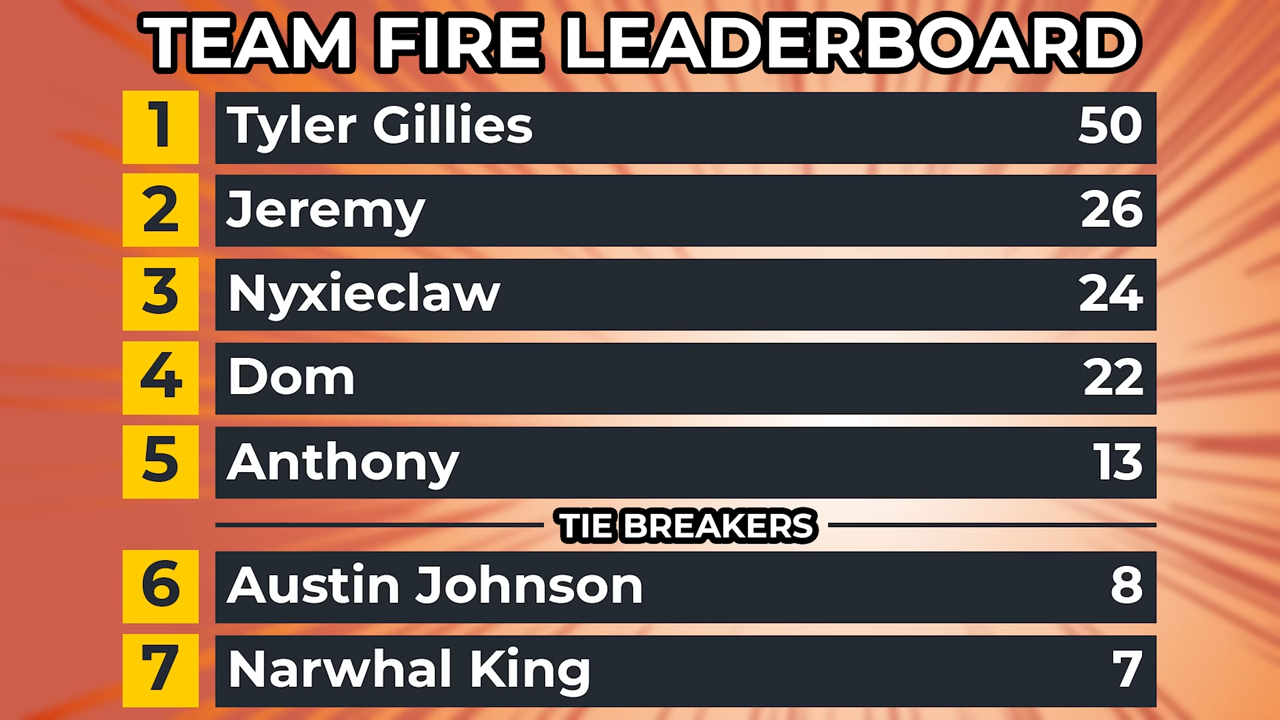 TEAM FIRE LEADERBOARD
1 Tyler Gillies 50
2 Jeremy 26
3 Nyxieclaw 24
4 Dom 22
5 Anthony 13
TIE BREAKERS
6 Austin Johnson 8
7 Narwhal King 7